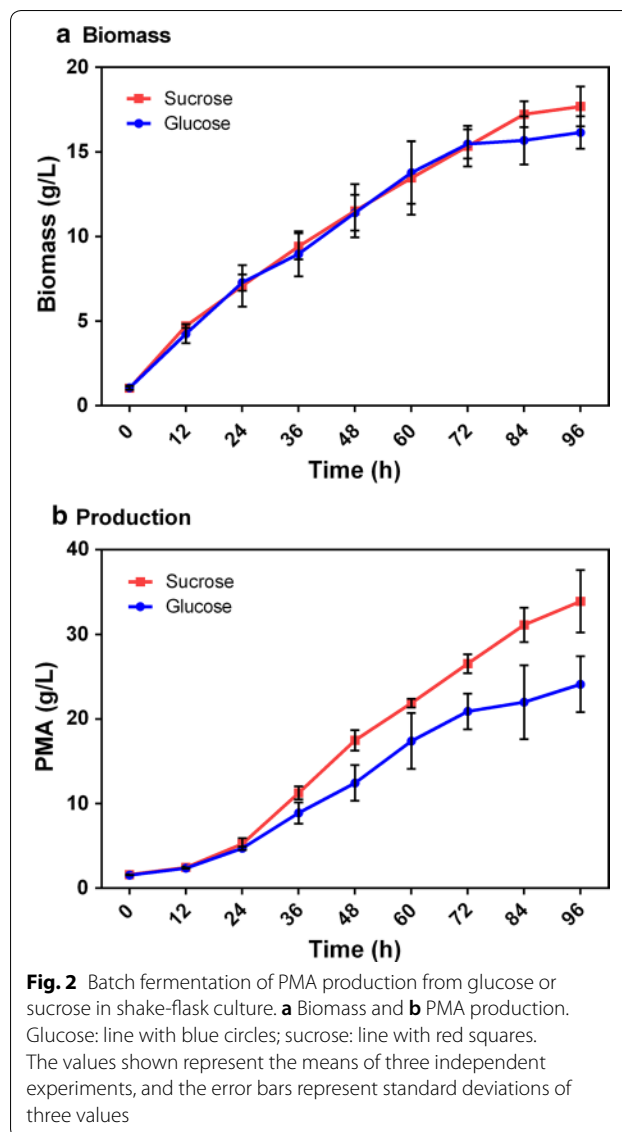 a Biomass
20
15
10
5
0
Biomass (g/L)
Sucrose
Glucose
0 12 24 36 48 60 72 84 96
Time (h)
b Production
40
30
20
10
0
PMA (g/L)
Sucrose
Glucose
0 12 24 36 48 60 72 84 96
Time (h)
Fig. 2 Batch fermentation of PMA production from glucose or
sucrose in shake-flask culture. a Biomass and b PMA production.
Glucose: line with blue circles; sucrose: line with red squares.
The values shown represent the means of three independent
experiments, and the error bars represent standard deviations of
three values